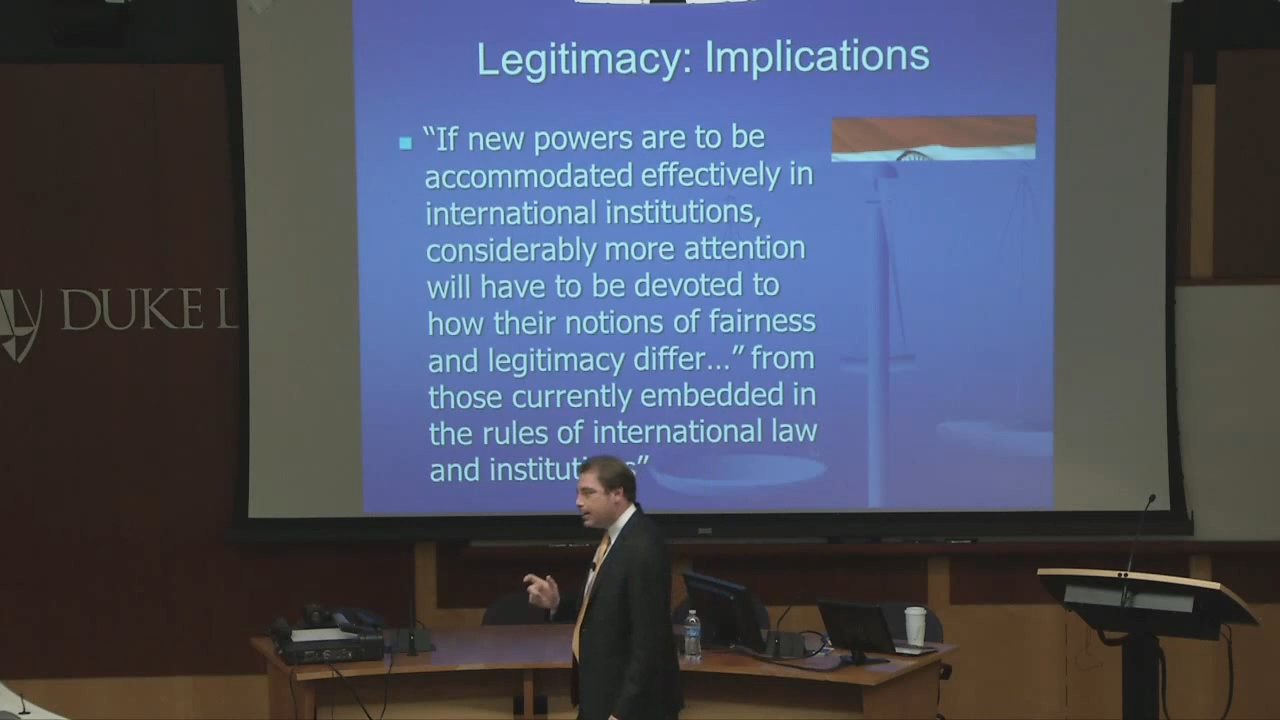 Legitimacy: Implications
“If new powers are to be
accommodated effectively in
international institutions,
considerably more attention
will have to be devoted to
how their notions of fairness
and legitimacy differ…” from
those currently embedded in
the rules of international law
and
DUKE L